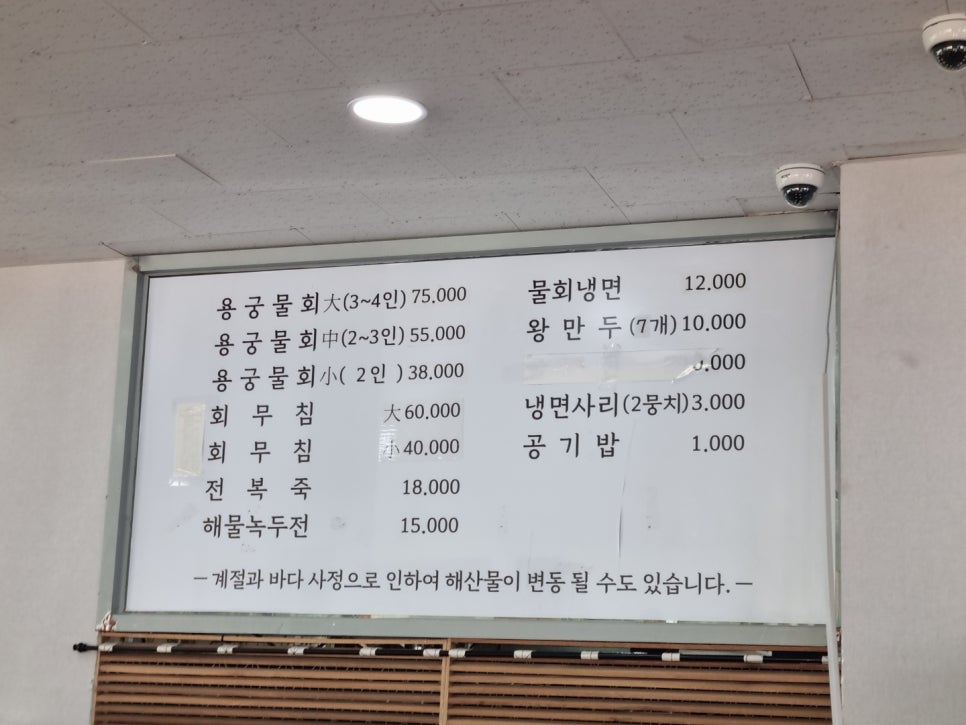 용궁물회大(3~4인) 75.000
용궁물회中(2~3인) 55.000
용궁물회小( 2인 ) 38.000
회 무 침 大 60.000
회 무 침 小 40.000
전 복 죽 18.000
해물녹두전 15.000
물회냉면 12.000
왕 만 두 (7개) 10.000
냉면사리(2뭉치) 3.000
공 기 밥 1.000
- 계절과 바다 사정으로 인하여 해산물이 변동 될 수도 있습니다. -